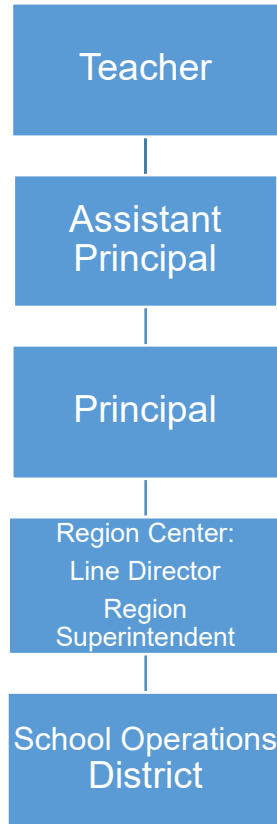 Teacher
Assistant
Principal
Principal
Region Center:
Line Director
Region
Superintendent
School Operations
District